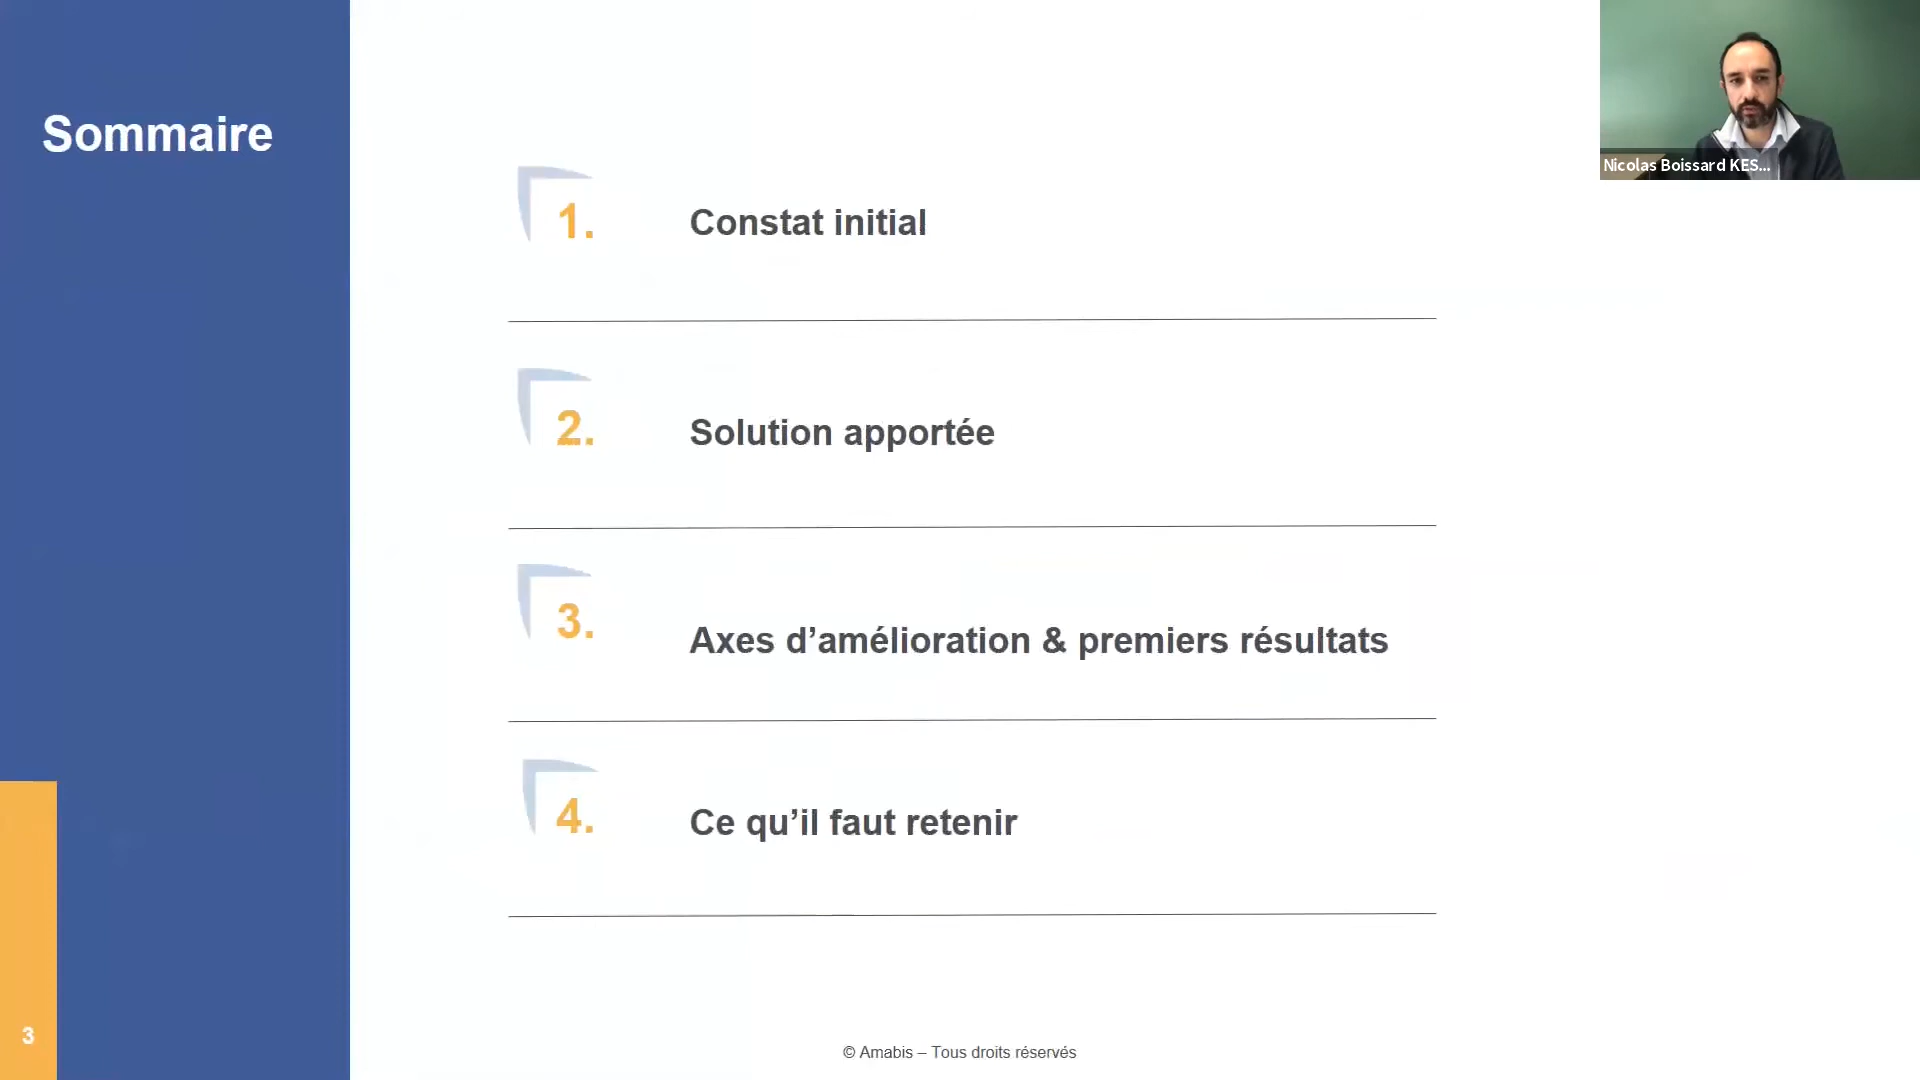 Sommaire
1.
Constat initial
2.
Solution apportée
3.
Axes d’amélioration & premiers résultats
4.
Ce qu’il faut retenir
3
© Amabis – Tous droits réservés
Nicolas Boissard KES...